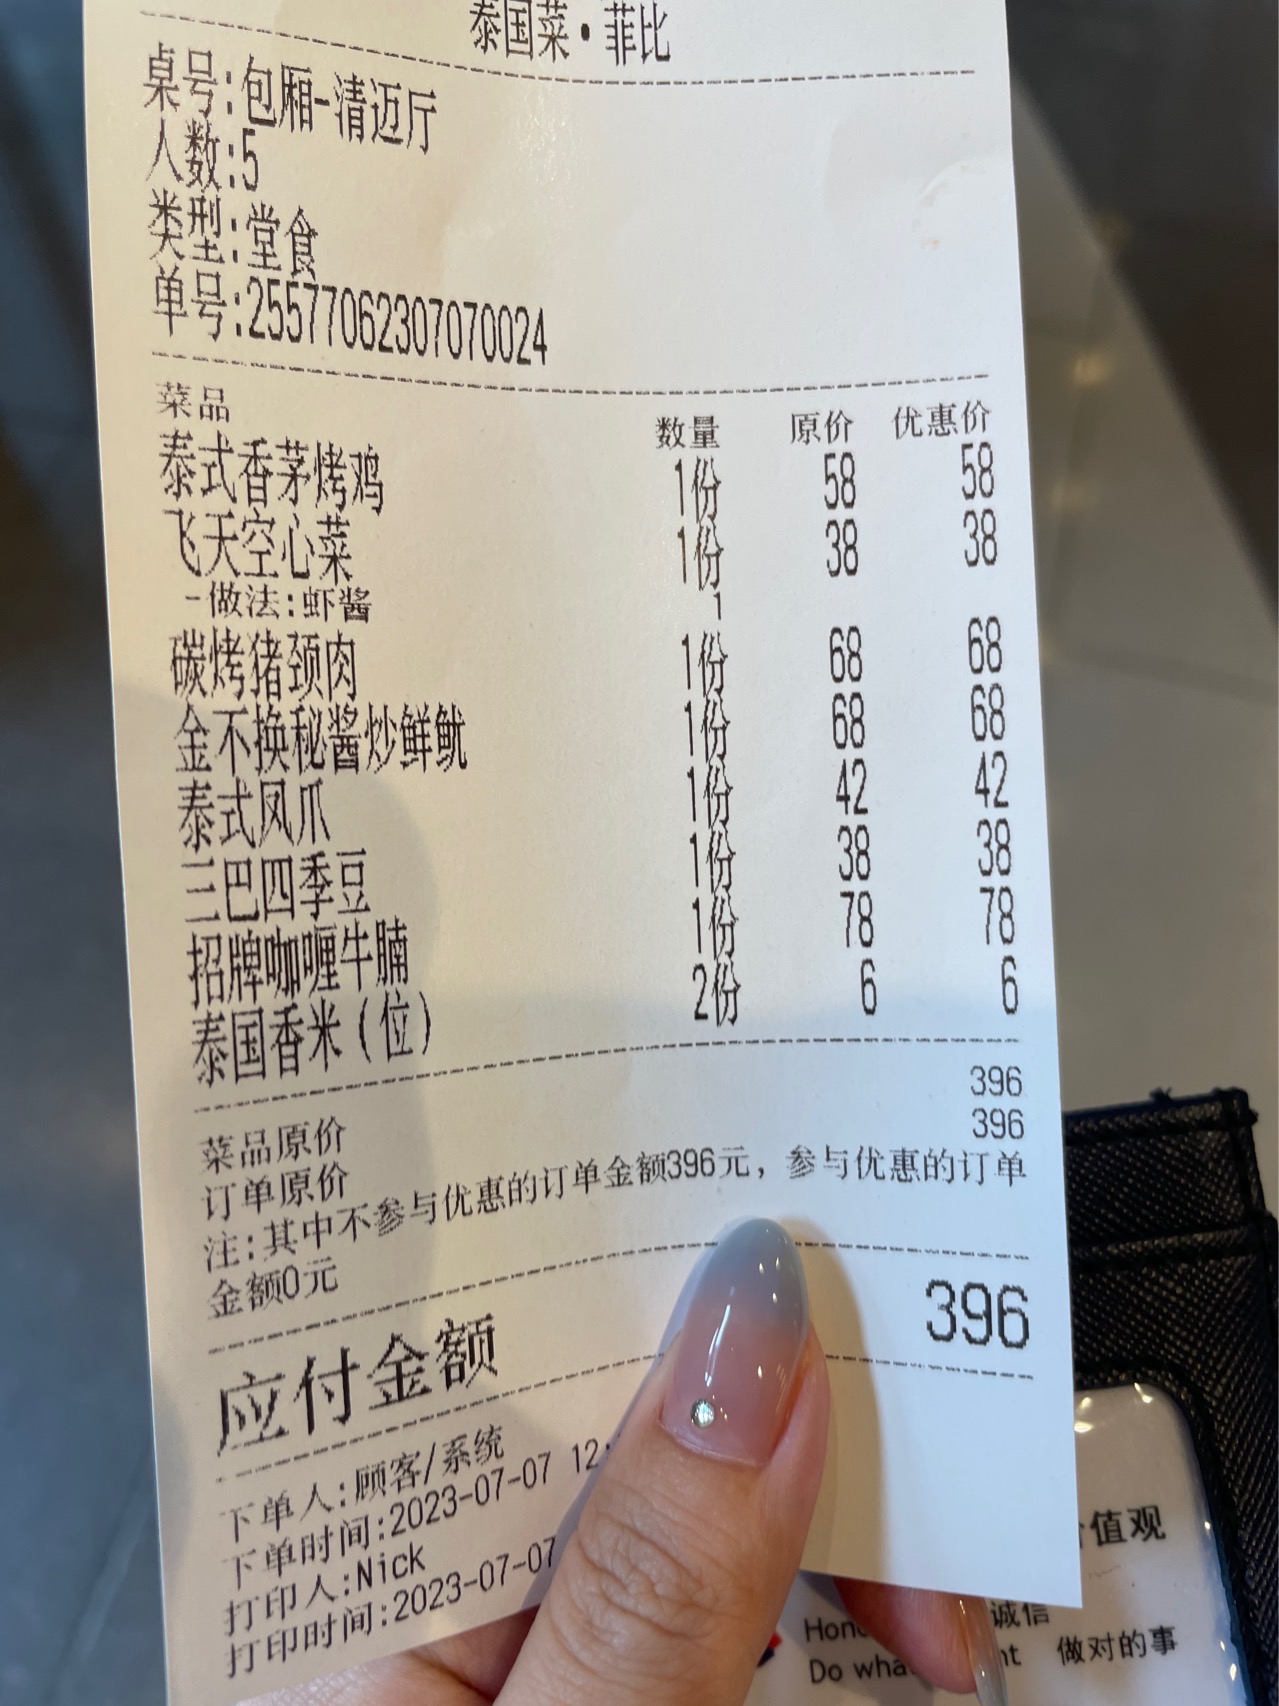 泰国菜·菲比
桌号:包厢-清迈厅
人数:5
类型:堂食
单号:25577062307070024
菜品 数量 原价 优惠价
泰式香茅烤鸡 1份 58 58
飞天空心菜 1份 38 38
-做法:虾酱 1
碳烤猪颈肉 1份 68 68
金不换秘酱炒鲜鱿 1份 68 68
泰式凤爪 1份 42 42
三巴四季豆 1份 38 38
招牌咖喱牛腩 1份 78 78
泰国香米(位) 2份 6 6
菜品原价 396
订单原价 396
注:其中不参与优惠的订单金额396元，参与优惠的订单
金额0元
应付金额 396
下单人:顾客/系统
下单时间:2023-07-07 12:
打印人:Nick
打印时间:2023-07-07
值观
诚信
做对的事
Do